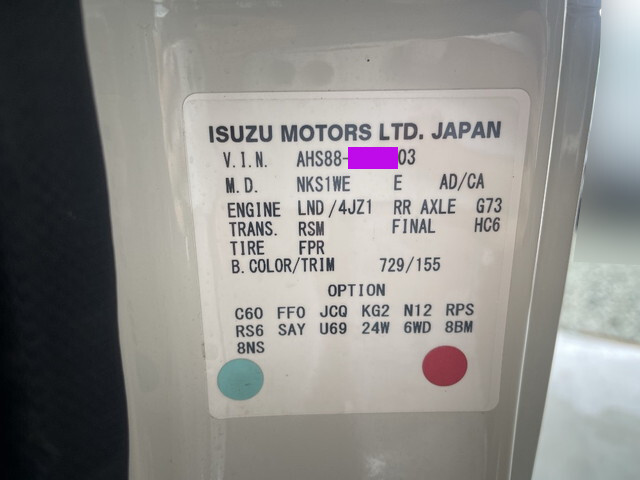 ISUZU MOTORS LTD. JAPAN
V.I.N. AHS88- 03
M.D. NKS1WE E AD/CA
ENGINE LND/4JZ1 RR AXLE G73
TRANS. RSM FINAL HC6
TIRE FPR
B.COLOR/TRIM 729/155
OPTION
C60 FF0 JCQ KG2 N12 RPS
RS6 SAY U69 24W 6WD 8BM
8NS